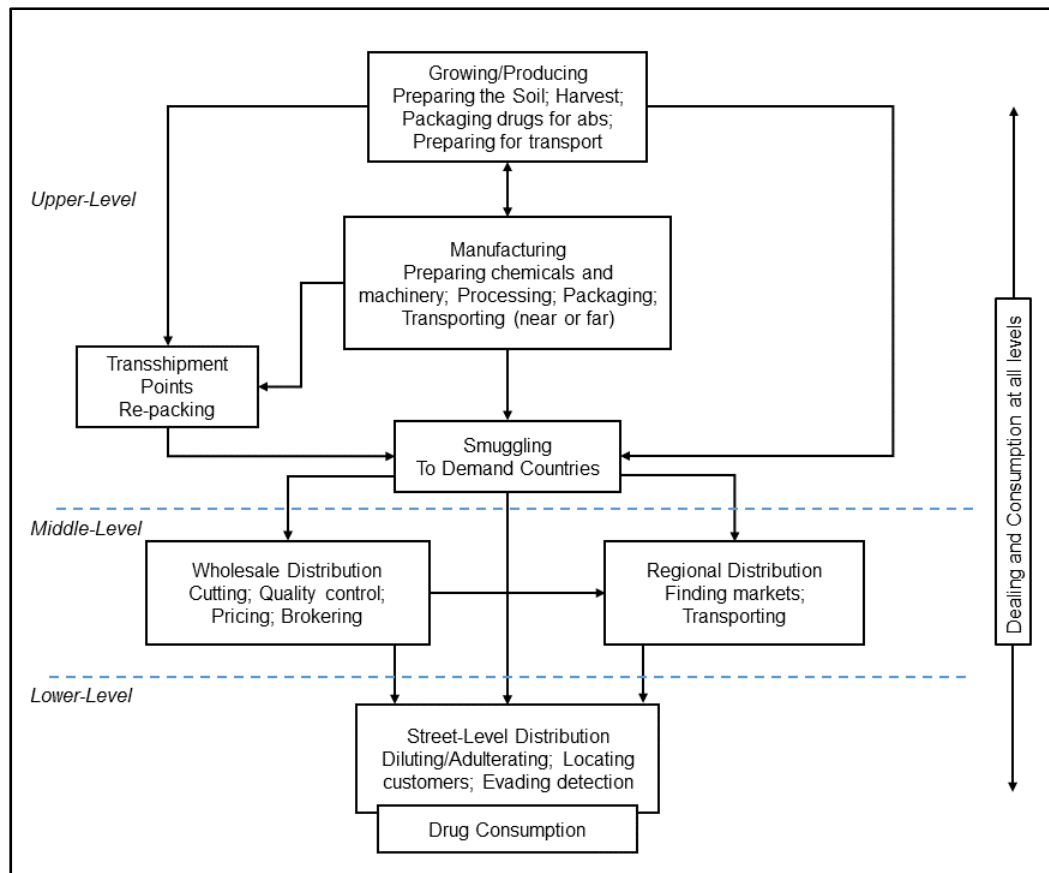 Growing/Producing
Preparing the Soil; Harvest;
Packaging drugs for abs;
Preparing for transport
Upper-Level
Manufacturing
Preparing chemicals and
machinery; Processing; Packaging;
Transporting (near or far)
Transshipment
Points
Re-packing
Smuggling
To Demand Countries
Middle-Level
Wholesale Distribution
Cutting; Quality control;
Pricing; Brokering
Regional Distribution
Finding markets;
Transporting
Lower-Level
Street-Level Distribution
Diluting/Adulterating; Locating
customers; Evading detection
Drug Consumption
Dealing and Consumption at all levels